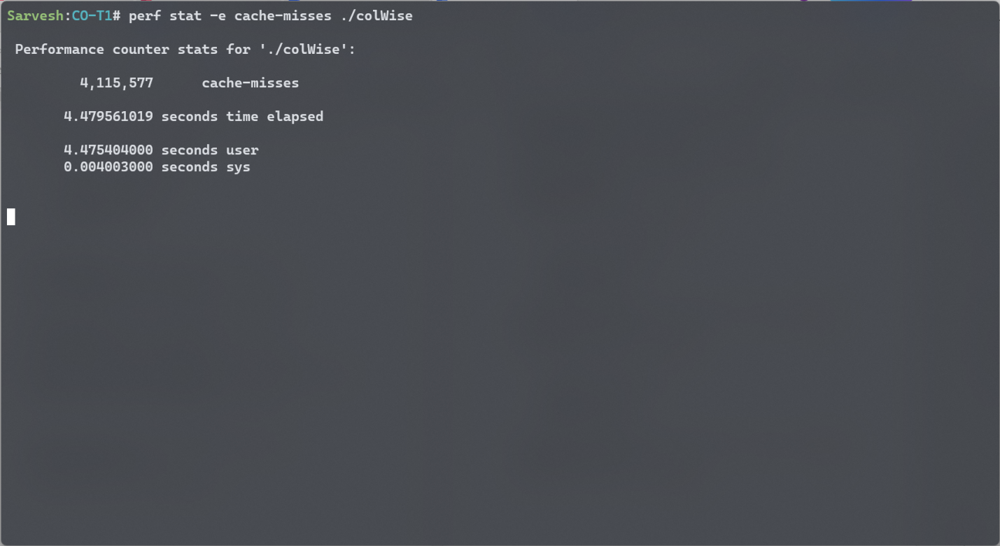 Sarvesh:CO-T1# perf stat -e cache-misses ./colWise
Performance counter stats for './colWise':
4,115,577 cache-misses
4.479561019 seconds time elapsed
4.475404000 seconds user
0.004003000 seconds sys